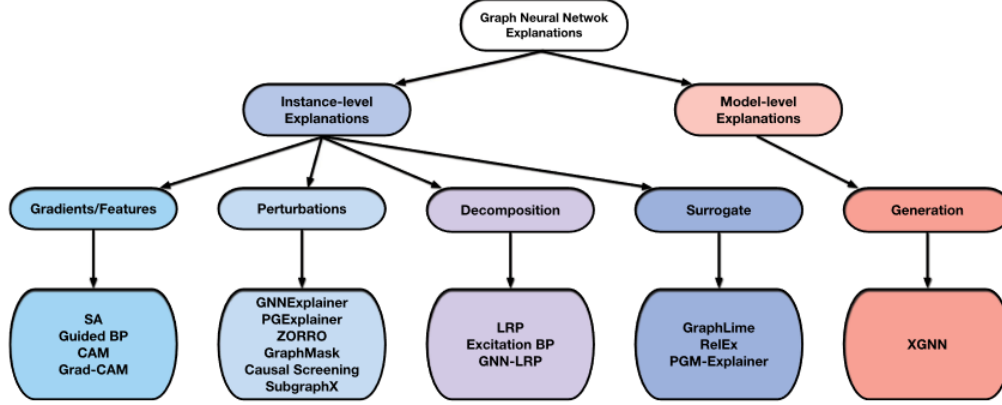 Graph Neural Netwok
Explanations
Instance-level
Explanations
Model-level
Explanations
Gradients/Features
Perturbations
Decomposition
Surrogate
Generation
SA
Guided BP
CAM
Grad-CAM
GNNExplainer
PGExplainer
ZORRO
GraphMask
Causal Screening
SubgraphX
LRP
Excitation BP
GNN-LRP
GraphLime
RelEx
PGM-Explainer
XGNN